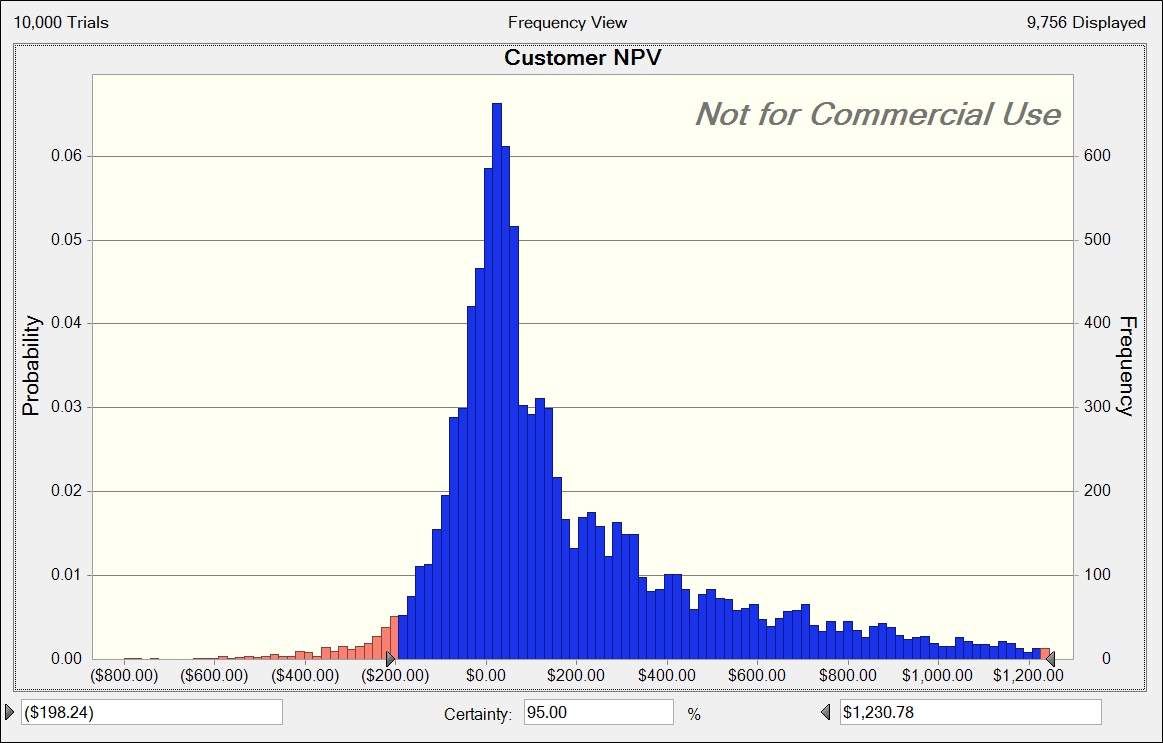 10,000 Trials Frequency View 9,756 Displayed
Customer NPV
Not for Commercial Use
0.06 600
0.05 500
0.04 400
0.03 300
0.02 200
0.01 100
0.00 0
Probability
Frequency
($800.00) ($600.00) ($400.00) ($200.00) $0.00 $200.00 $400.00 $600.00 $800.00 $1,000.00 $1,200.00
($198.24) Certainty: 95.00 % $1,230.78